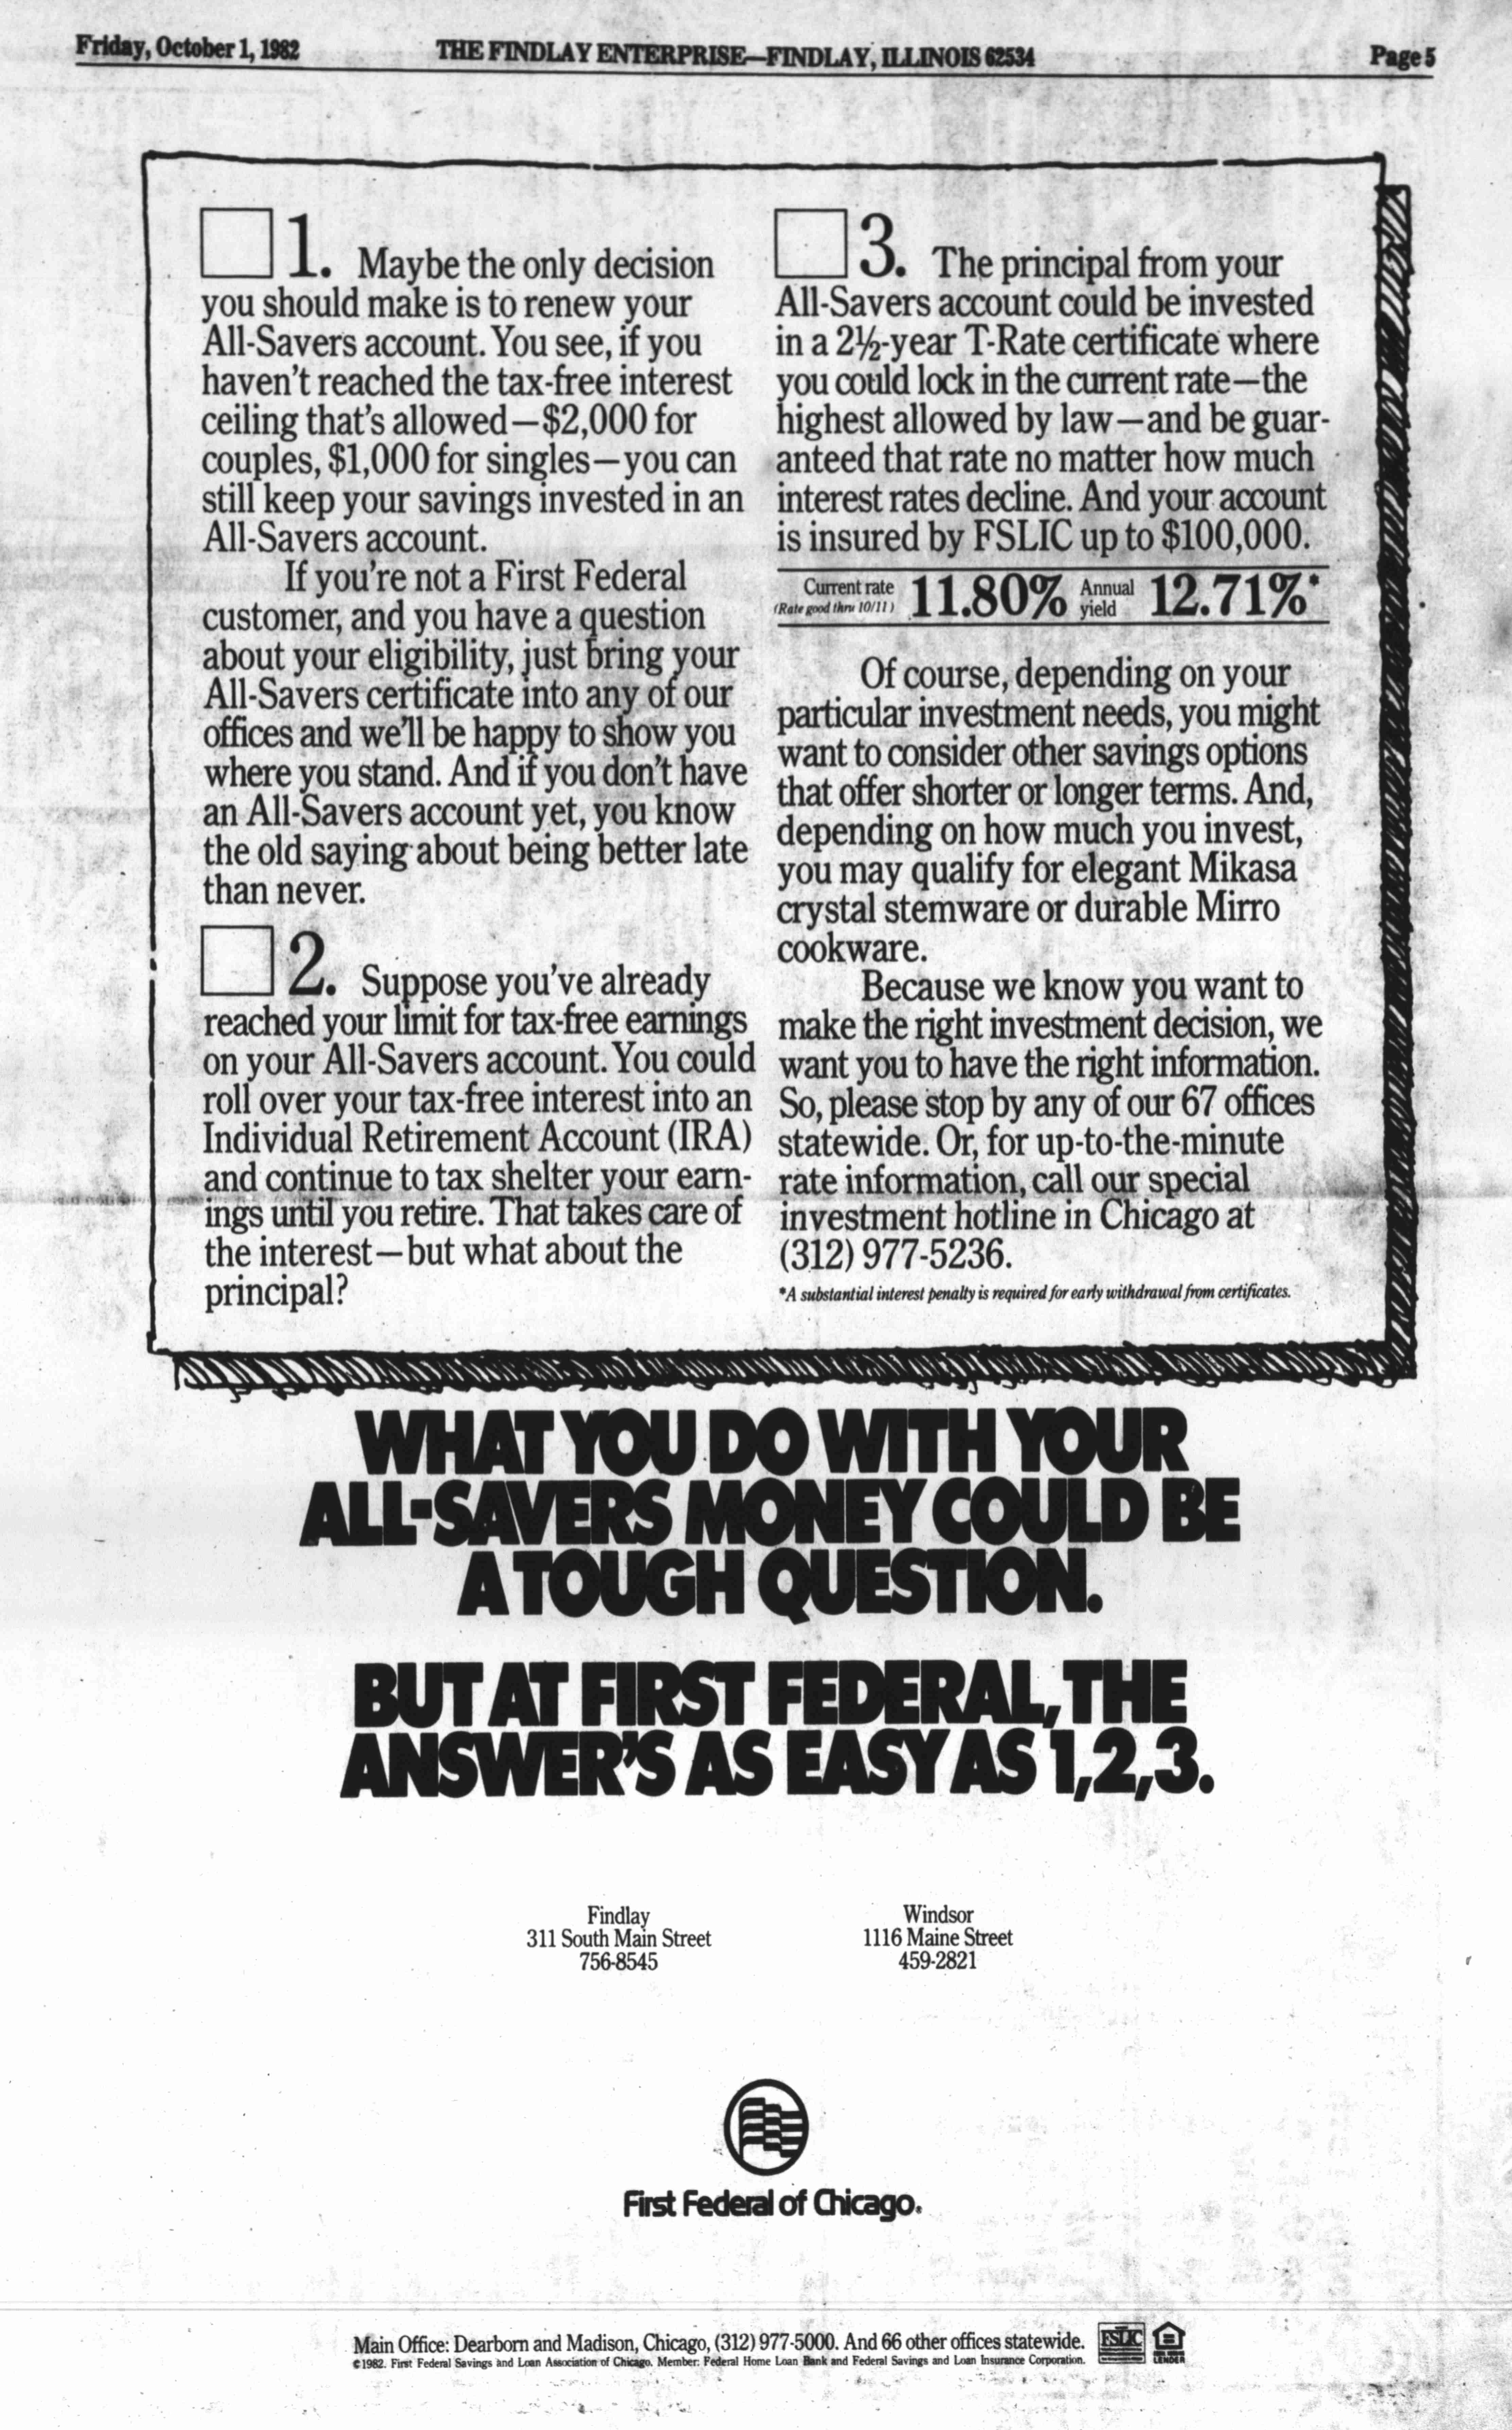 Friday, October 1, 1982
THE FINDLAY ENTERPRISE—FINDLAY, ILLINOIS 62534
Page 5
1. Maybe the only decision
you should make is to renew your
All-Savers account. You see, if you
haven't reached the tax-free interest
ceiling that's allowed—$2,000 for
couples, $1,000 for singles—you can
still keep your savings invested in an
All-Savers account.
If you're not a First Federal
customer, and you have a question
about your eligibility, just bring your
All-Savers certificate into any of our
offices and we'll be happy to show you
where you stand. And if you don't have
an All-Savers account yet, you know
the old saying about being better late
than never.
2. Suppose you've already
reached your limit for tax-free earnings
on your All-Savers account. You could
roll over your tax-free interest into an
Individual Retirement Account (IRA)
and continue to tax shelter your earn-
ings until you retire. That takes care of
the interest—but what about the
principal?
3. The principal from your
All-Savers account could be invested
in a 2½-year T-Rate certificate where
you could lock in the current rate—the
highest allowed by law—and be guar-
anteed that rate no matter how much
interest rates decline. And your account
is insured by FSLIC up to $100,000.
Current rate (Rate good thru 10/11) 11.80% Annual yield 12.71%*
Of course, depending on your
particular investment needs, you might
want to consider other savings options
that offer shorter or longer terms. And,
depending on how much you invest,
you may qualify for elegant Mikasa
crystal stemware or durable Mirro
cookware.
Because we know you want to
make the right investment decision, we
want you to have the right information.
So, please stop by any of our 67 offices
statewide. Or, for up-to-the-minute
rate information, call our special
investment hotline in Chicago at
(312) 977-5236.
*A substantial interest penalty is required for early withdrawal from certificates.
WHAT YOU DO WITH YOUR
ALL-SAVERS MONEY COULD BE
A TOUGH QUESTION.
BUT AT FIRST FEDERAL, THE
ANSWER'S AS EASY AS 1,2,3.
Findlay
311 South Main Street
756-8545
Windsor
1116 Maine Street
459-2821
First Federal of Chicago.
Main Office: Dearborn and Madison, Chicago, (312) 977-5000. And 66 other offices statewide.
©1982. First Federal Savings and Loan Association of Chicago. Member: Federal Home Loan Bank and Federal Savings and Loan Insurance Corporation.
FSLIC
LENDER